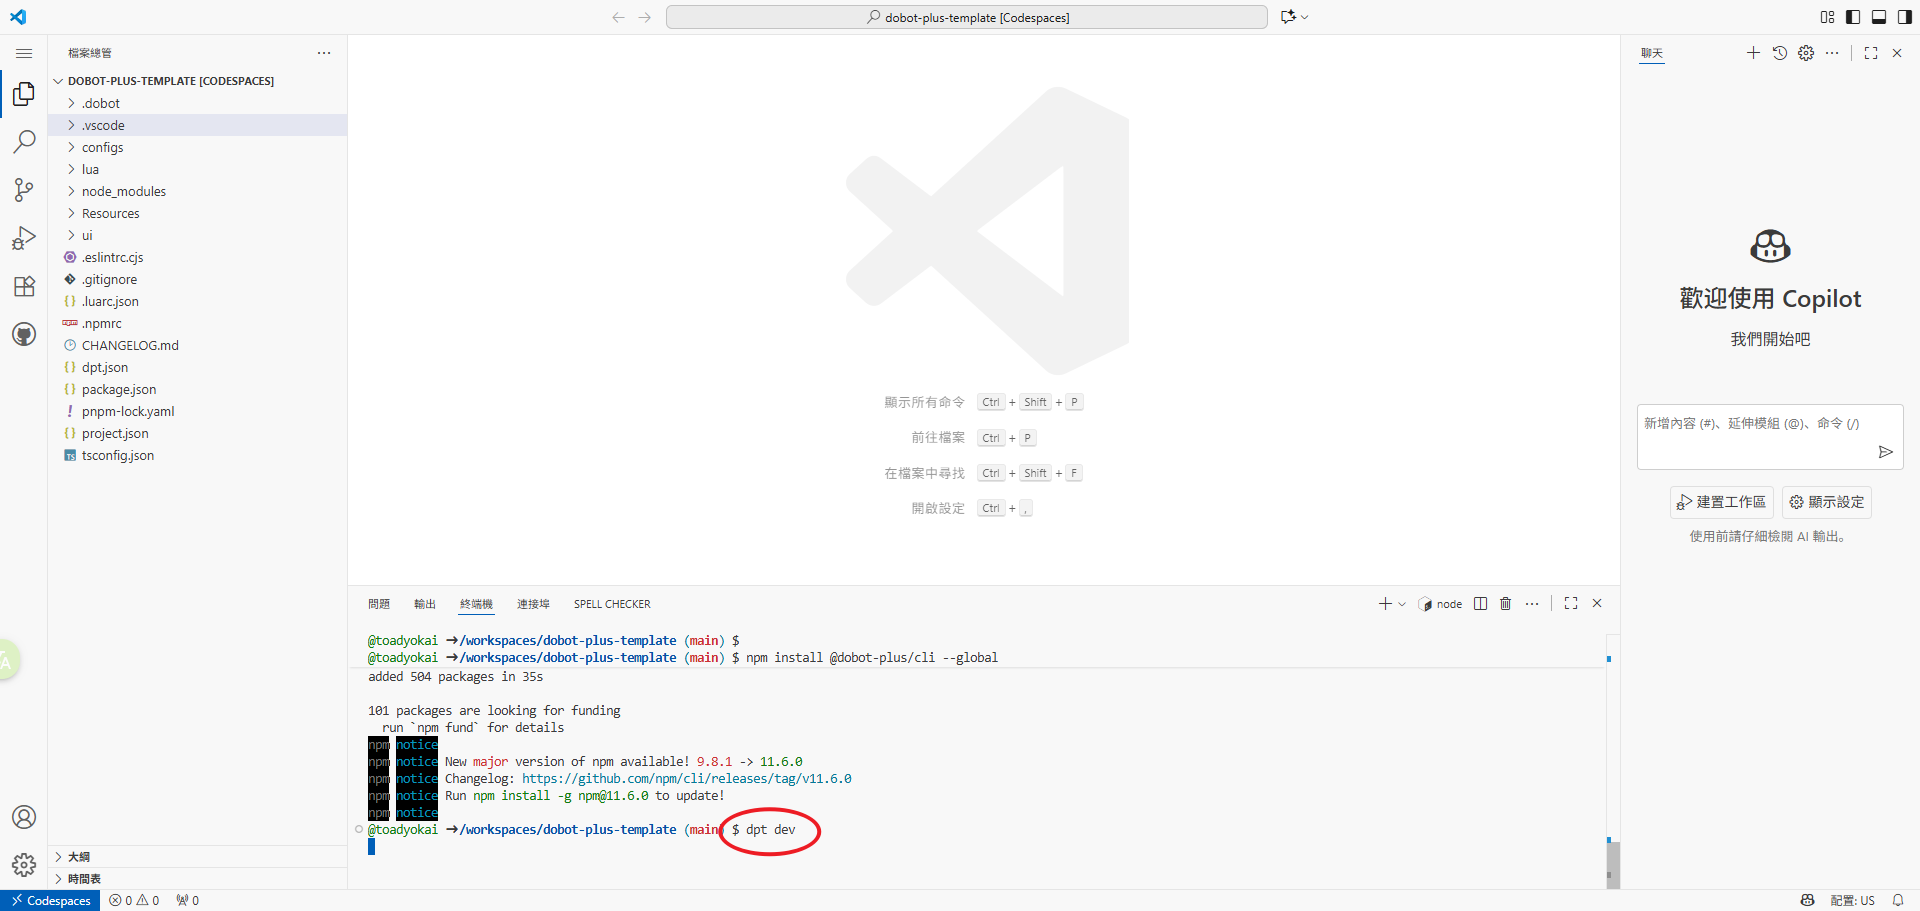 dobot-plus-template [Codespaces]
檔案總管
DOBOT-PLUS-TEMPLATE [CODESPACES]
.dobot
.vscode
configs
lua
node_modules
Resources
ui
.eslintrc.cjs
.gitignore
.luarc.json
.npmrc
CHANGELOG.md
dpt.json
package.json
pnpm-lock.yaml
project.json
tsconfig.json
大綱
時間表
顯示所有命令 Ctrl + Shift + P
前往檔案 Ctrl + P
在檔案中尋找 Ctrl + Shift + F
開啟設定 Ctrl + ,
問題 輸出 終端機 連接埠 SPELL CHECKER
node
@toadyokai ➜/workspaces/dobot-plus-template (main) $
@toadyokai ➜/workspaces/dobot-plus-template (main) $ npm install @dobot-plus/cli --global
added 504 packages in 35s
101 packages are looking for funding
run `npm fund` for details
npm notice
npm notice New major version of npm available! 9.8.1 -> 11.6.0
npm notice Changelog: https://github.com/npm/cli/releases/tag/v11.6.0
npm notice Run npm install -g npm@11.6.0 to update!
npm notice
@toadyokai ➜/workspaces/dobot-plus-template (main) $ dpt dev
聊天
歡迎使用 Copilot
我們開始吧
新增內容 (#)、延伸模組 (@)、命令 (/)
建置工作區 顯示設定
使用前請仔細檢閱 AI 輸出。
Codespaces 0 0 0 配置: US